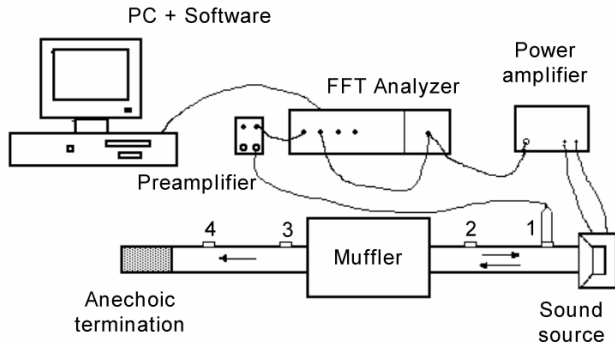 PC + Software
FFT Analyzer
Power
amplifier
Preamplifier
4
3
2
1
Muffler
Anechoic
termination
Sound
source